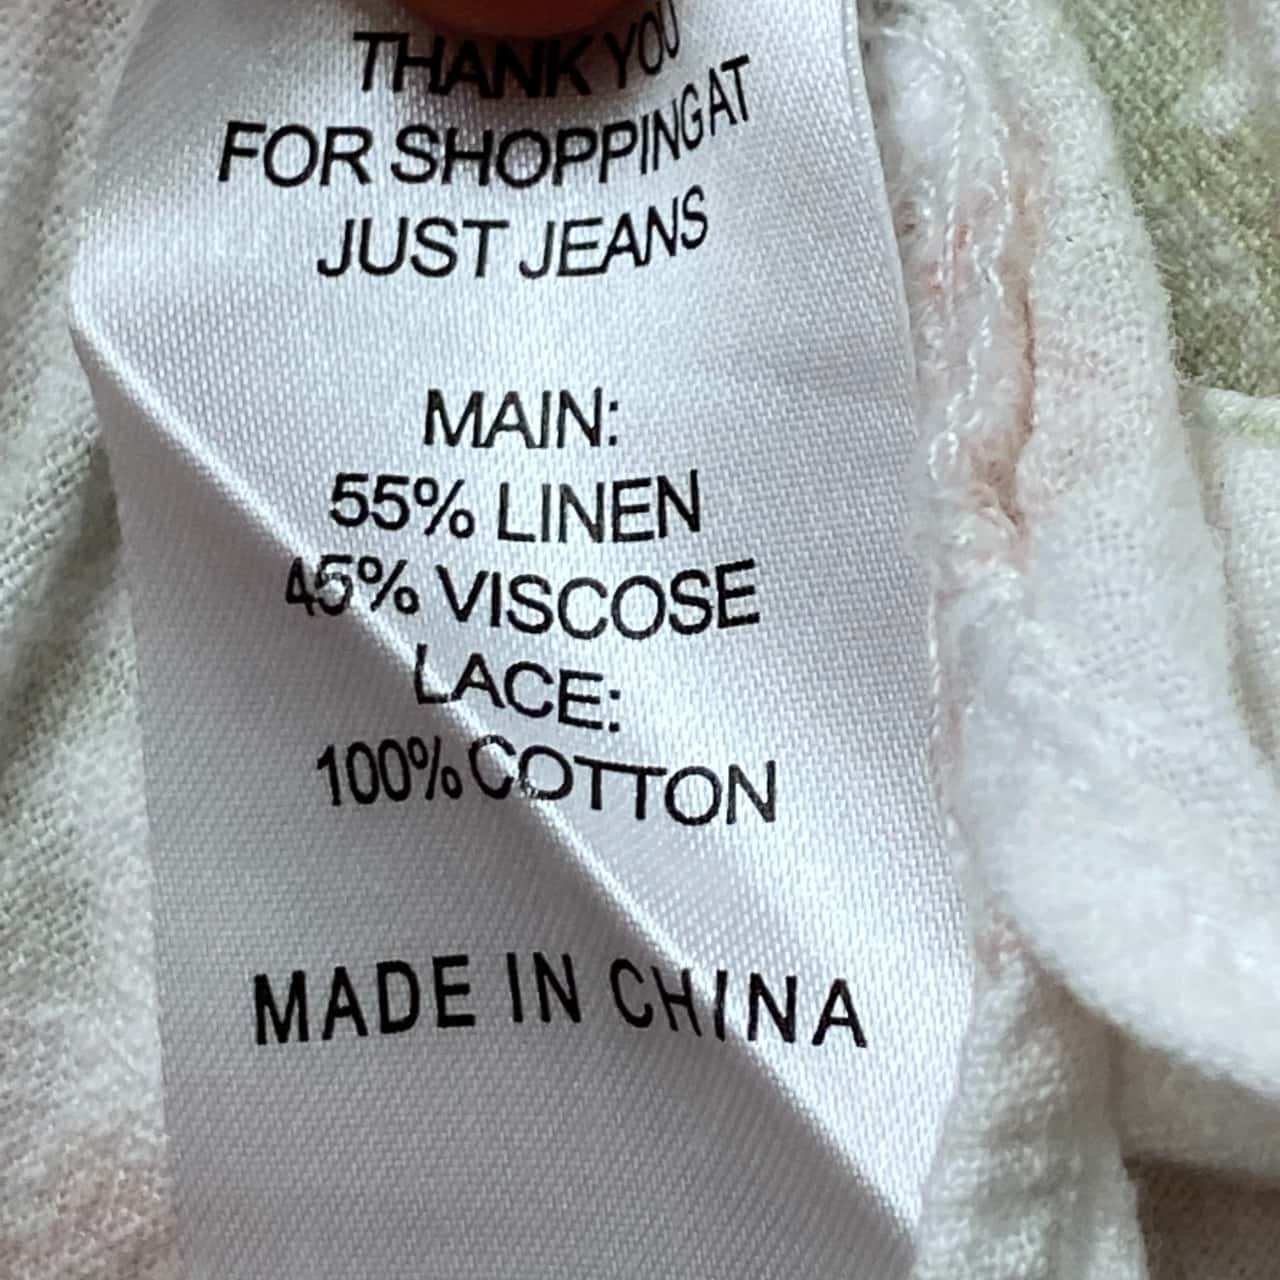 THANK YOU
FOR SHOPPING AT
JUST JEANS
MAIN:
55% LINEN
45% VISCOSE
LACE:
100% COTTON
MADE IN CHINA